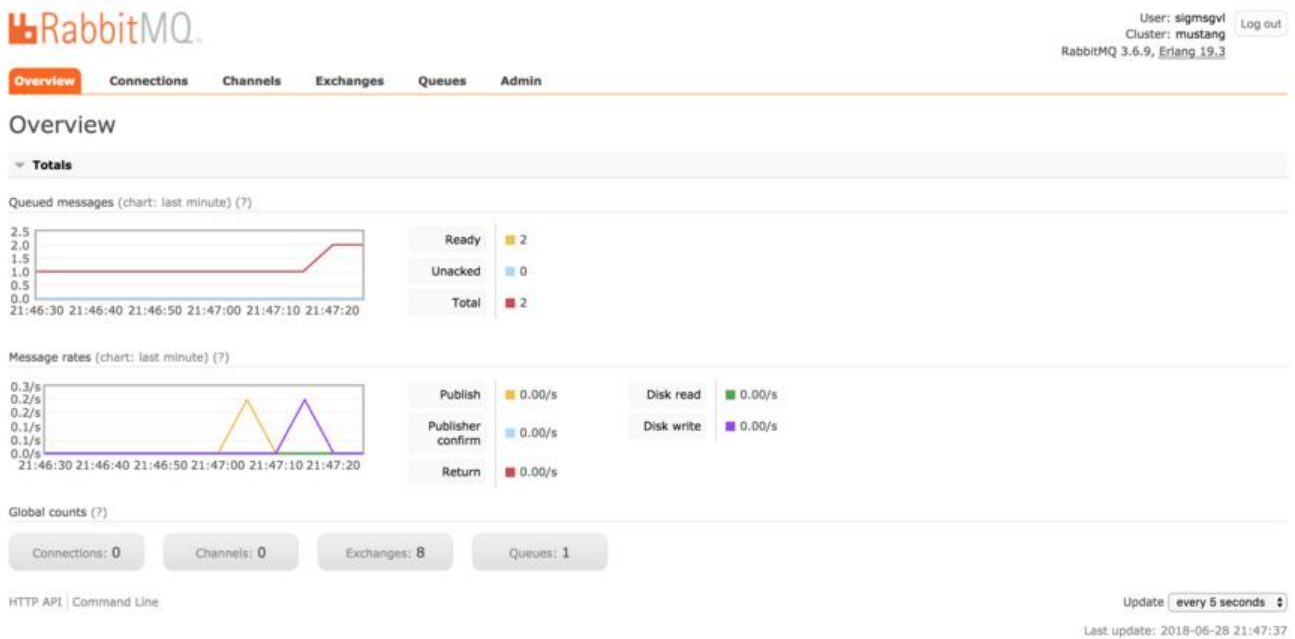 RabbitMQ
User: sigmsgvl
Log out
Cluster: mustang
RabbitMQ 3.6.9, Erlang 19.3
Overview Connections Channels Exchanges Queues Admin
Overview
Totals
Queued messages (chart: last minute) (?)
2.5
2.0
1.5
1.0
0.5
0.0
21:46:30 21:46:40 21:46:50 21:47:00 21:47:10 21:47:20
Ready 2
Unacked 0
Total 2
Message rates (chart: last minute) (?)
0.3/s
0.2/s
0.2/s
0.1/s
0.1/s
0.0/s
21:46:30 21:46:40 21:46:50 21:47:00 21:47:10 21:47:20
Publish 0.00/s
Publisher
confirm 0.00/s
Return 0.00/s
Disk read 0.00/s
Disk write 0.00/s
Global counts (?)
Connections: 0 Channels: 0 Exchanges: 8 Queues: 1
HTTP API Command Line
Update every 5 seconds
Last update: 2018-06-28 21:47:37